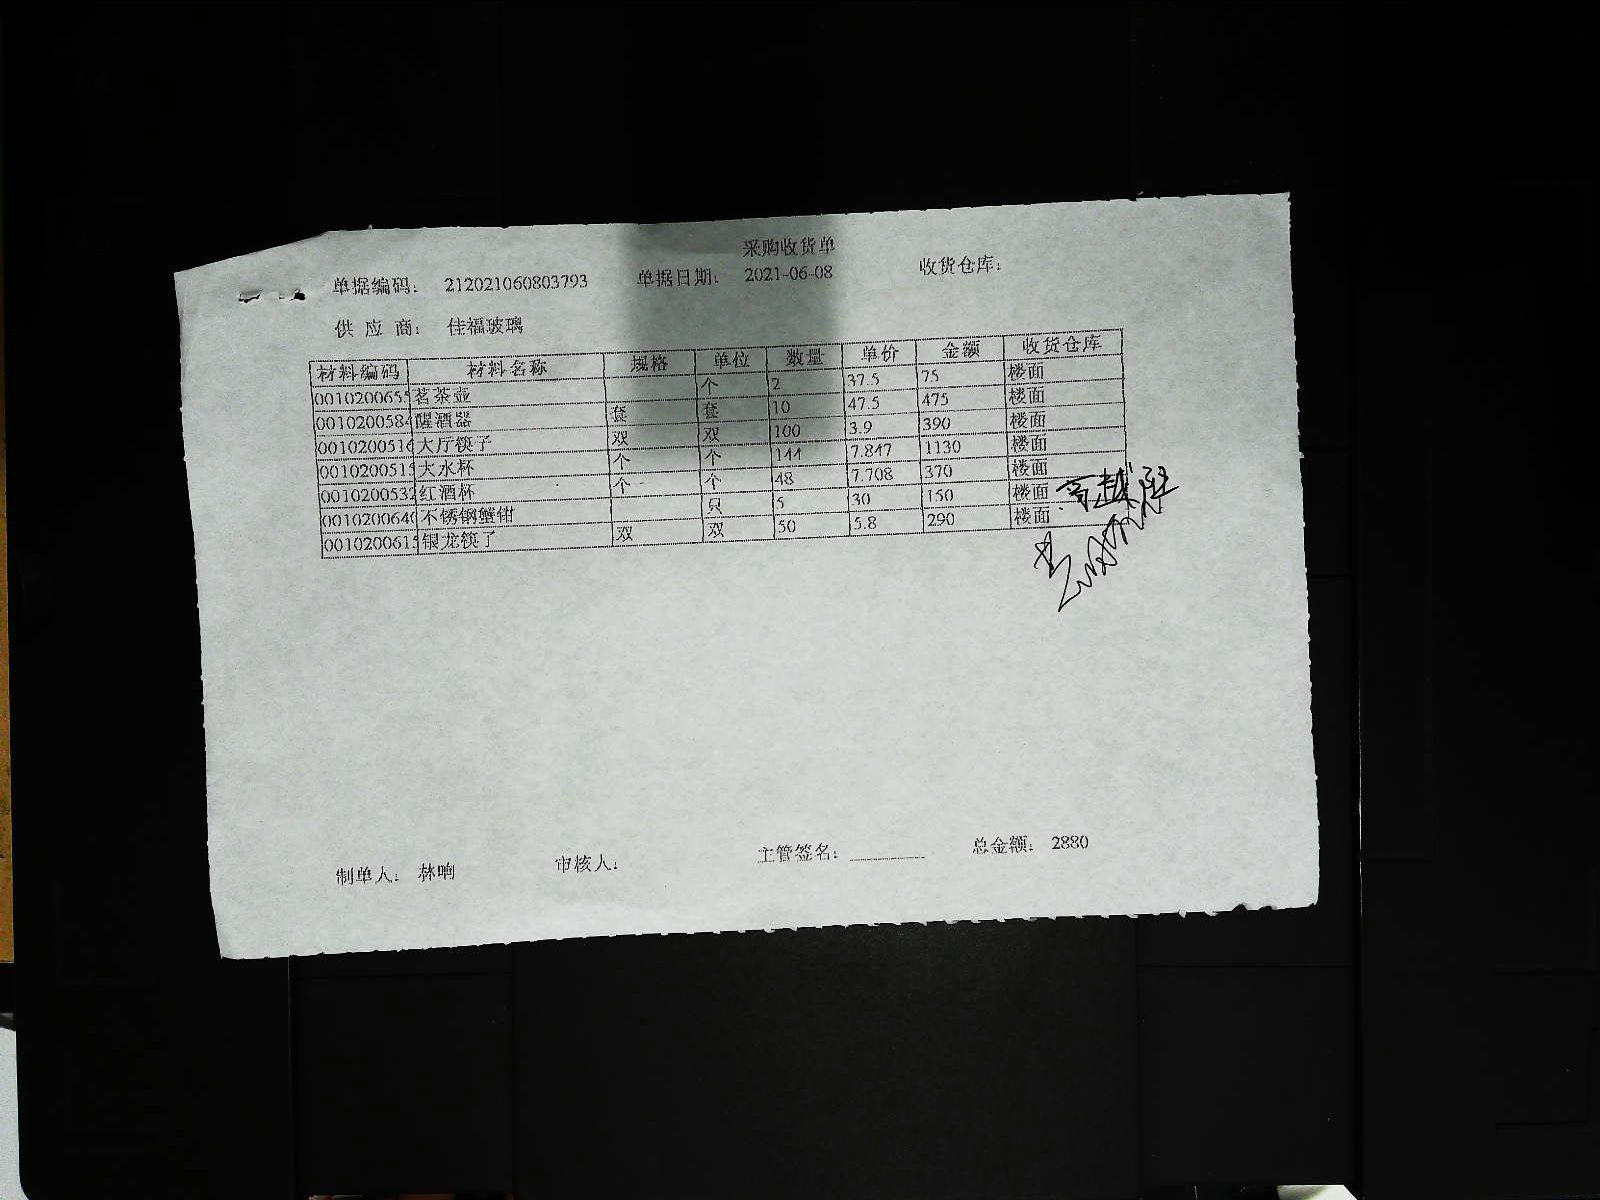 采购收货单
单据编码: 212021060803793 单据日期: 2021-06-08 收货仓库:
供 应 商: 佳福玻璃
材料编码 材料名称 规格 单位 数量 单价 金额 收货仓库
001020065 茗茶壶 个 2 37.5 75 楼面
001020058 醒酒器 套 套 10 47.5 475 楼面
001020051 大厅筷子 双 双 100 3.9 390 楼面
001020051 大水杯 个 个 144 7.847 1130 楼面
0010200532 红酒杯 个 个 48 7.708 370 楼面
001020064 不锈钢蟹钳 只 5 30 150 楼面
001020061 银龙筷子 双 双 50 5.8 290 楼面
制单人: 林响 审核人: 主管签名: 总金额: 2880